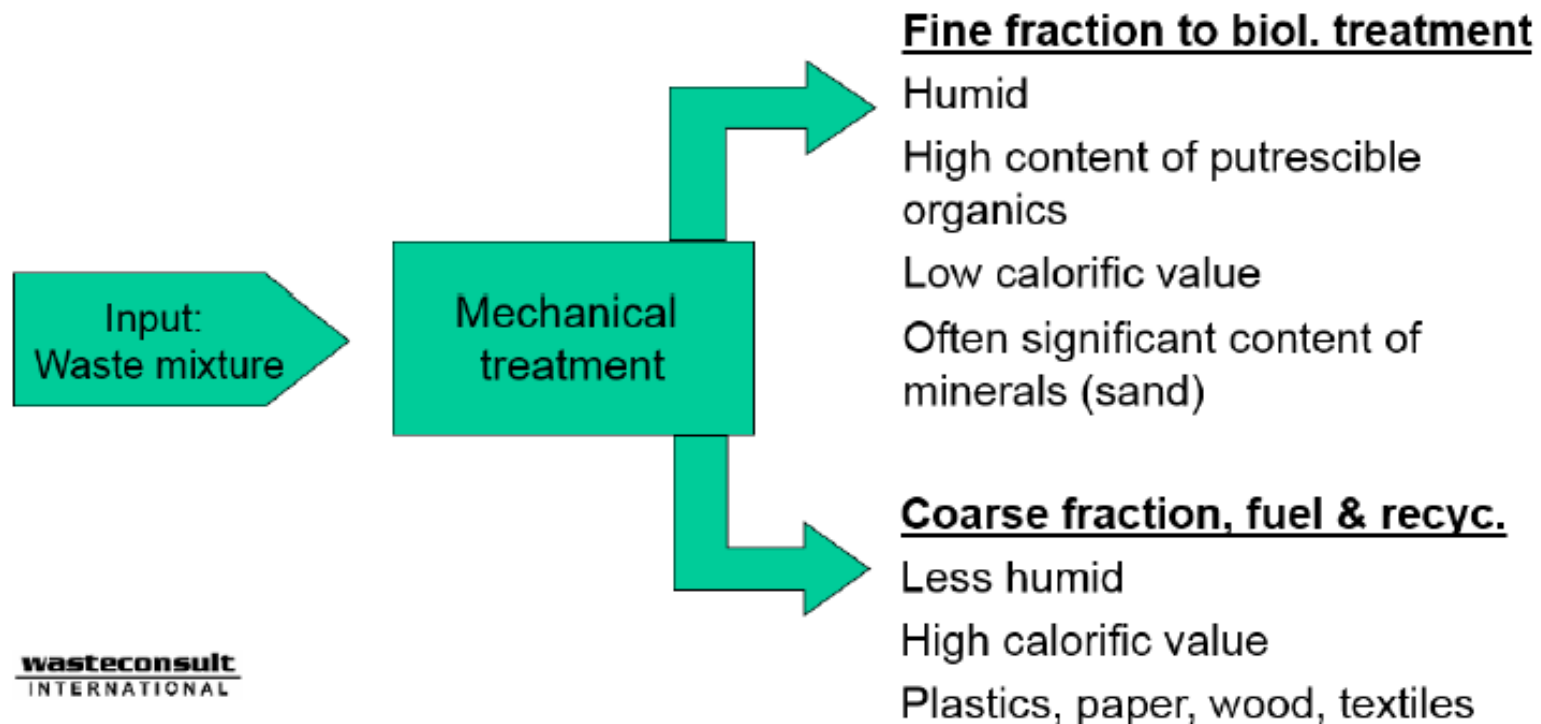 Fine fraction to biol. treatment
Humid
High content of putrescible
organics
Low calorific value
Often significant content of
minerals (sand)
Input:
Waste mixture
Mechanical
treatment
Coarse fraction, fuel & recyc.
Less humid
High calorific value
Plastics, paper, wood, textiles
wasteconsult
INTERNATIONAL